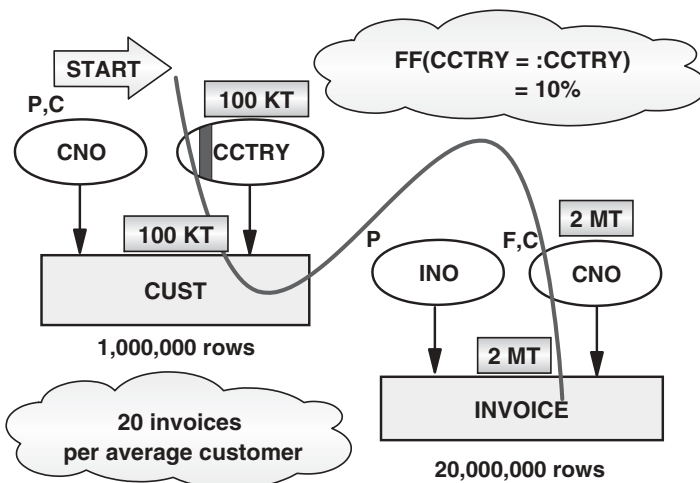 START
FF(CCTRY = :CCTRY)
= 10%
P,C
100 KT
CNO
CCTRY
100 KT
CUST
1,000,000 rows
P
F,C
2 MT
INO
CNO
2 MT
INVOICE
20,000,000 rows
20 invoices
per average customer